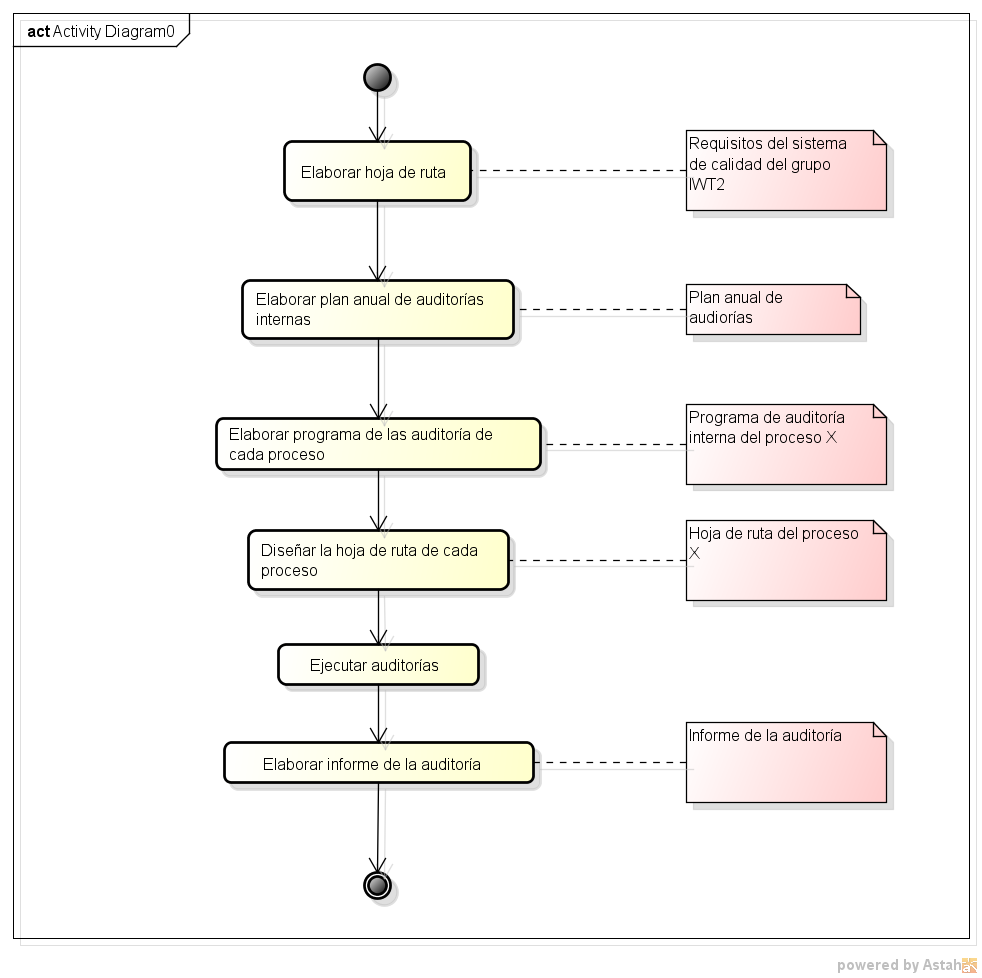 act Activity Diagram0
Elaborar hoja de ruta
Requisitos del sistema
de calidad del grupo
IWT2
Elaborar plan anual de auditorías
internas
Plan anual de
audiorías
Elaborar programa de las auditoría de
cada proceso
Programa de auditoría
interna del proceso X
Diseñar la hoja de ruta de cada
proceso
Hoja de ruta del proceso
X
Ejecutar auditorías
Elaborar informe de la auditoría
Informe de la auditoría
powered by Astah